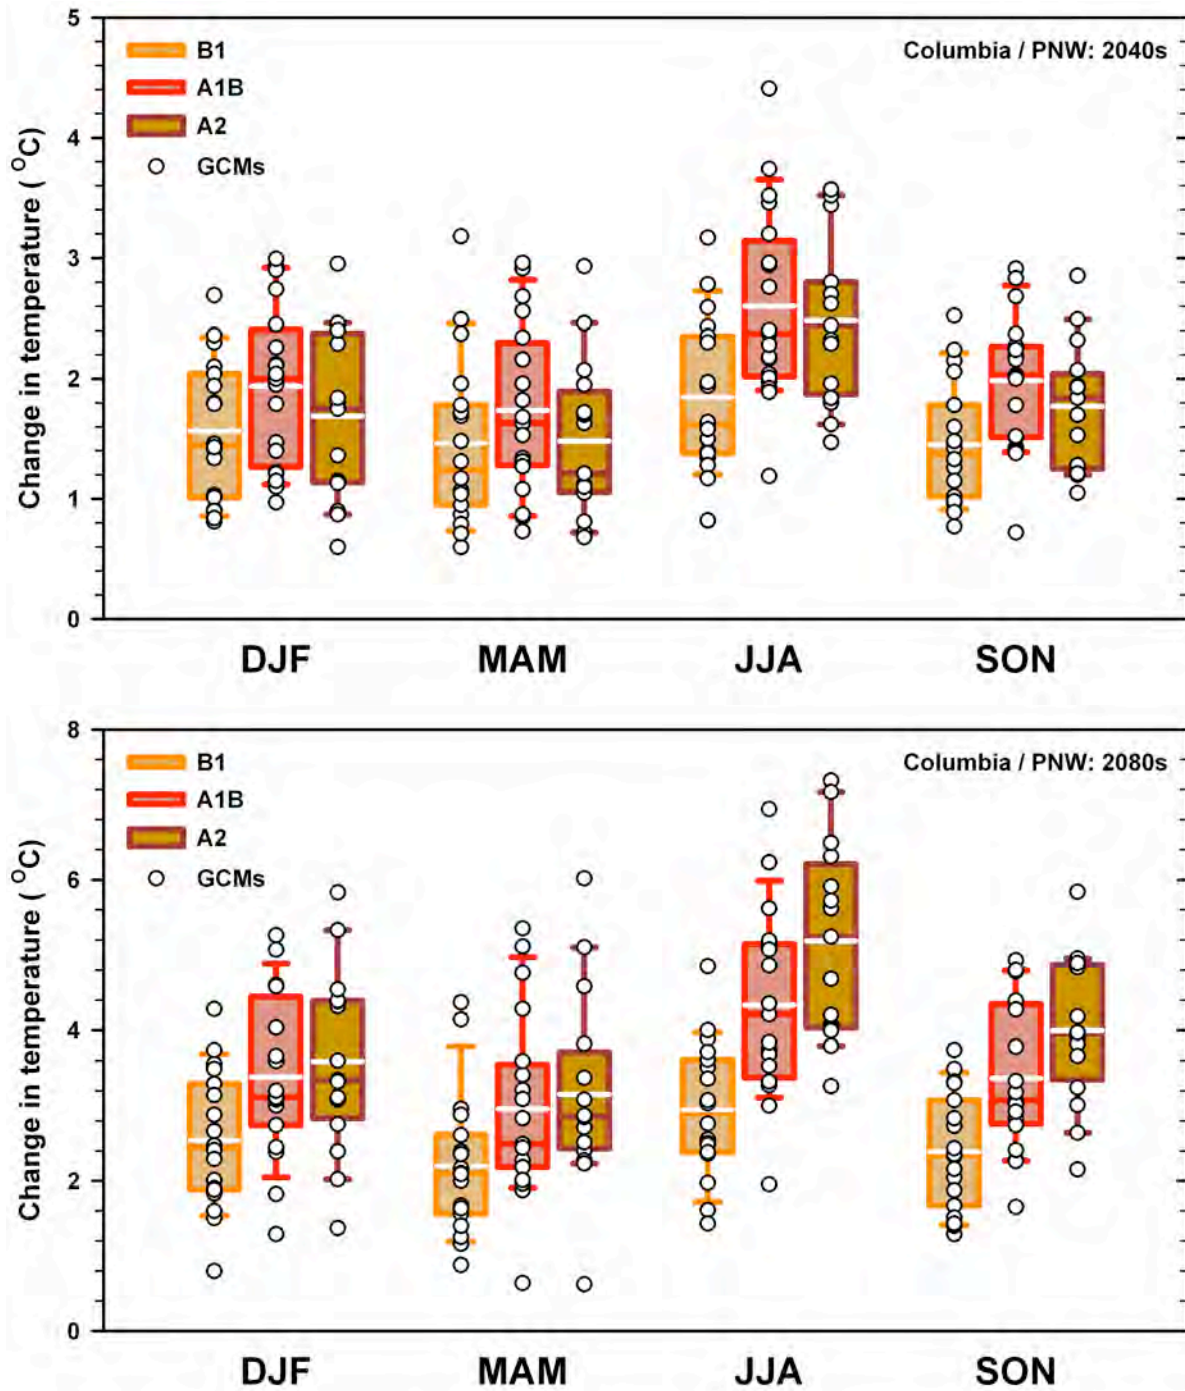 5
B1
Columbia / PNW: 2040s
A1B
4
A2
GCMs
Change in temperature ( °C)
3
2
1
0
DJF MAM JJA SON
8
B1
Columbia / PNW: 2080s
A1B
A2
6
GCMs
Change in temperature ( °C)
4
2
0
DJF MAM JJA SON